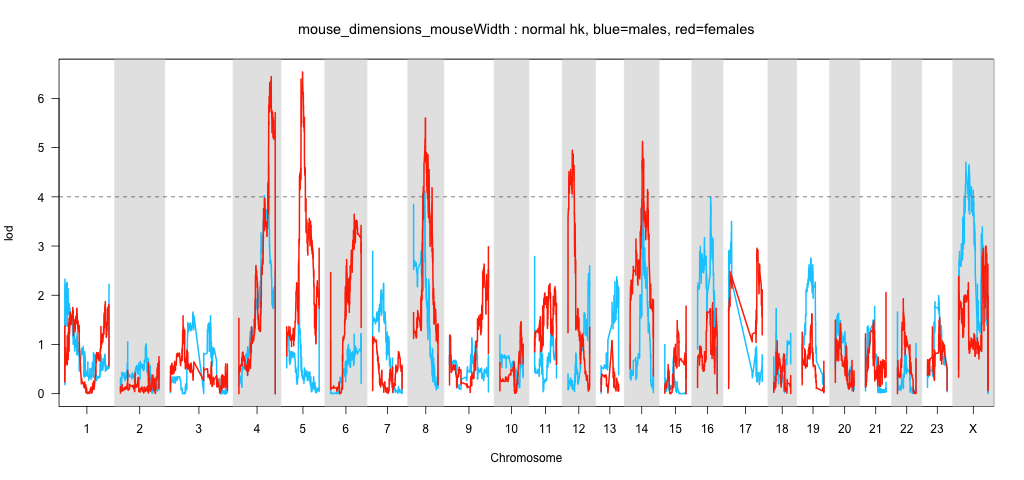 mouse_dimensions_mouseWidth : normal hk, blue=males, red=females
lod
6
5
4
3
2
1
0
1 2 3 4 5 6 7 8 9 10 11 12 13 14 15 16 17 18 19 20 21 22 23 X
Chromosome